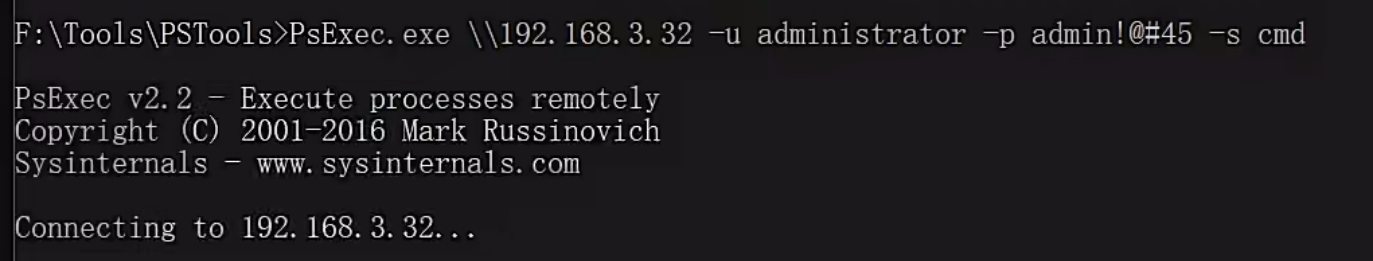 F:\Tools\PSTools>PsExec.exe \\192.168.3.32 -u administrator -p admin!@#45 -s cmd
PsExec v2.2 - Execute processes remotely
Copyright (C) 2001-2016 Mark Russinovich
Sysinternals - www.sysinternals.com
Connecting to 192.168.3.32...